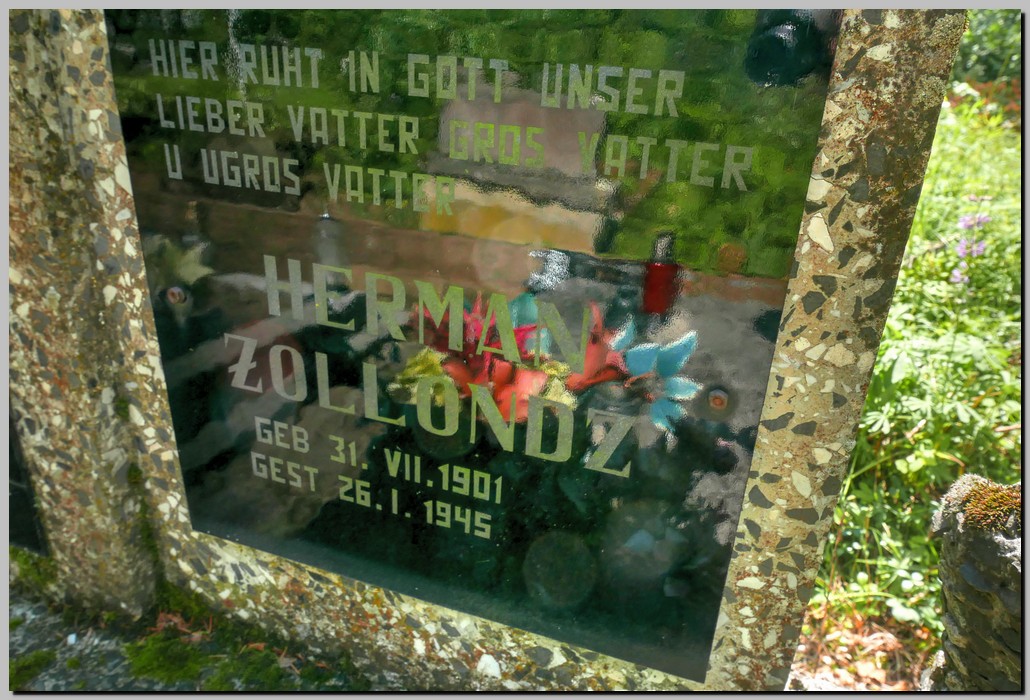 HIER RUHT IN GOTT UNSER
LIEBER VATTER GROS VATTER
U UGROS VATTER
HERMAN
ZOLLONDZ
GEB 31. VII. 1901
GEST 26. I. 1945